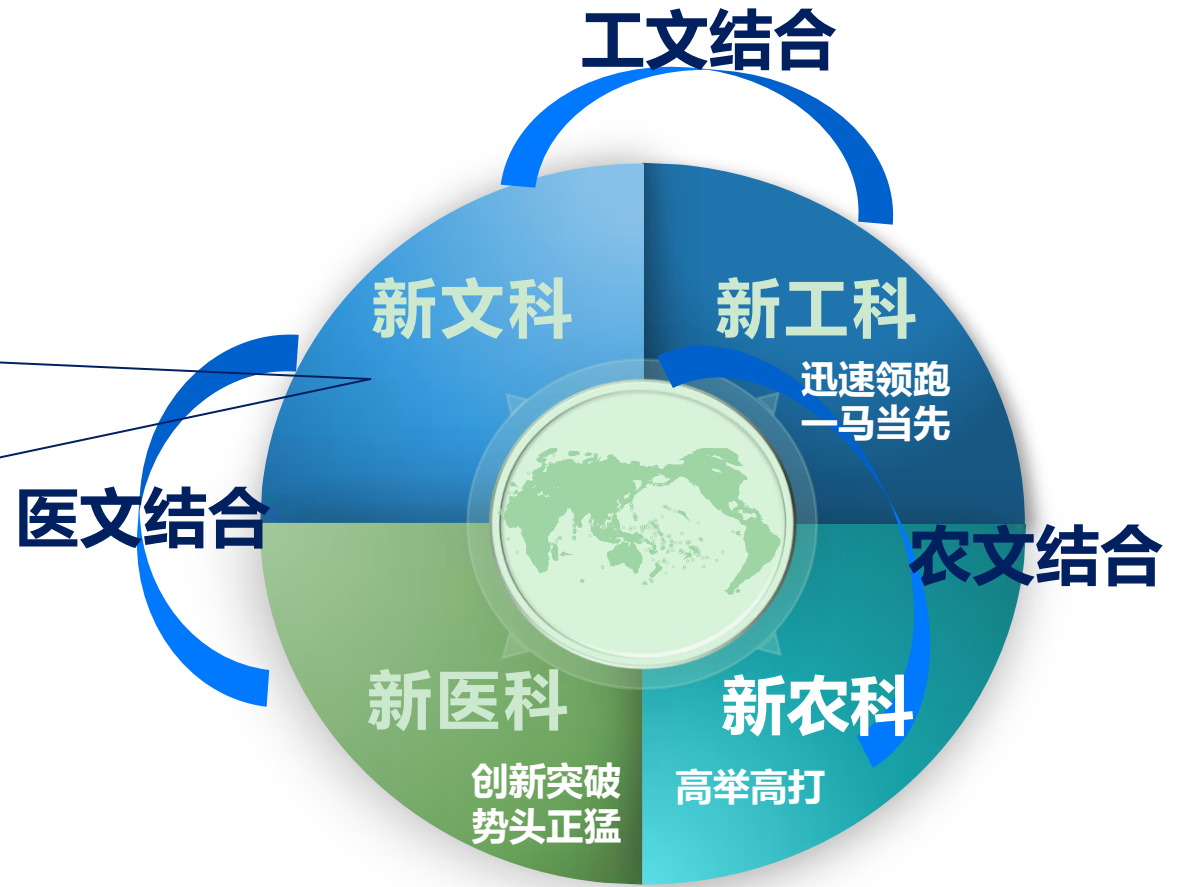 工文结合
新文科
新工科
迅速领跑
一马当先
医文结合
农文结合
新医科
新农科
创新突破
势头正猛
高举高打